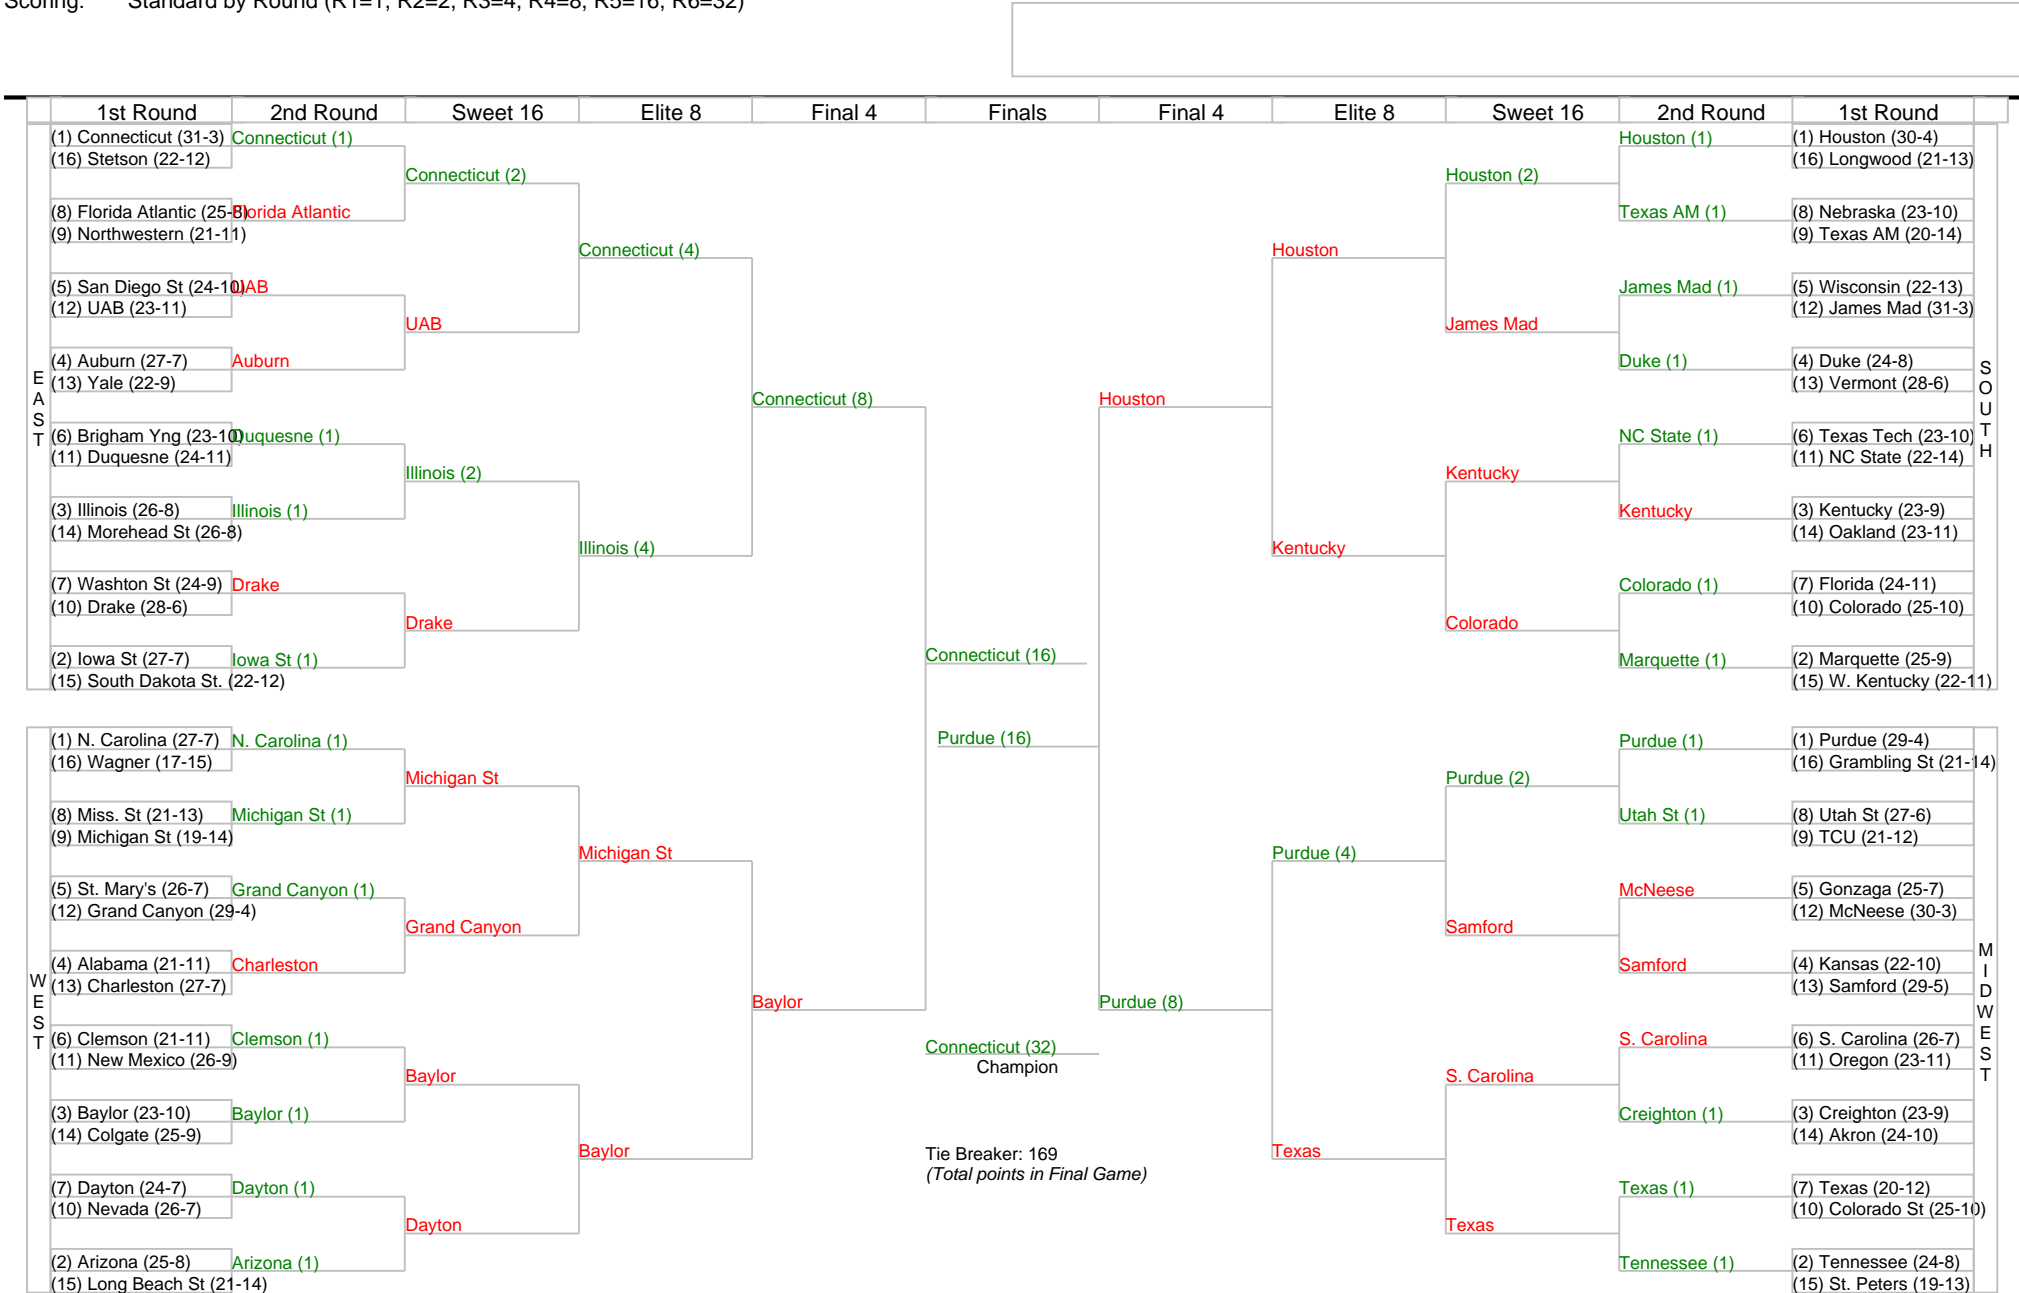 Scoring: Standard by Round (R1=1, R2=2, R3=4, R4=8, R5=16, R6=32)
1st Round 2nd Round Sweet 16 Elite 8 Final 4 Finals Final 4 Elite 8 Sweet 16 2nd Round 1st Round
EAST
(1) Connecticut (31-3)
(16) Stetson (22-12)
(8) Florida Atlantic (25-8)
(9) Northwestern (21-11)
(5) San Diego St (24-10)
(12) UAB (23-11)
(4) Auburn (27-7)
(13) Yale (22-9)
(6) Brigham Yng (23-10)
(11) Duquesne (24-11)
(3) Illinois (26-8)
(14) Morehead St (26-8)
(7) Washton St (24-9)
(10) Drake (28-6)
(2) Iowa St (27-7)
(15) South Dakota St. (22-12)
Connecticut (1)
Florida Atlantic
UAB
Auburn
Duquesne (1)
Illinois (1)
Drake
Iowa St (1)
Connecticut (2)
UAB
Illinois (2)
Drake
Connecticut (4)
Illinois (4)
Connecticut (8)
WEST
(1) N. Carolina (27-7)
(16) Wagner (17-15)
(8) Miss. St (21-13)
(9) Michigan St (19-14)
(5) St. Mary's (26-7)
(12) Grand Canyon (29-4)
(4) Alabama (21-11)
(13) Charleston (27-7)
(6) Clemson (21-11)
(11) New Mexico (26-9)
(3) Baylor (23-10)
(14) Colgate (25-9)
(7) Dayton (24-7)
(10) Nevada (26-7)
(2) Arizona (25-8)
(15) Long Beach St (21-14)
N. Carolina (1)
Michigan St (1)
Grand Canyon (1)
Charleston
Clemson (1)
Baylor (1)
Dayton (1)
Arizona (1)
Michigan St
Grand Canyon
Baylor
Dayton
Michigan St
Baylor
Baylor
Connecticut (16)
Purdue (16)
Connecticut (32)
Champion
Tie Breaker: 169
(Total points in Final Game)
Houston
Houston
Kentucky
Houston (2)
James Mad
Kentucky
Colorado
Houston (1)
Texas AM (1)
James Mad (1)
Duke (1)
NC State (1)
Kentucky
Colorado (1)
Marquette (1)
(1) Houston (30-4)
(16) Longwood (21-13)
(8) Nebraska (23-10)
(9) Texas AM (20-14)
(5) Wisconsin (22-13)
(12) James Mad (31-3)
(4) Duke (24-8)
(13) Vermont (28-6)
(6) Texas Tech (23-10)
(11) NC State (22-14)
(3) Kentucky (23-9)
(14) Oakland (23-11)
(7) Florida (24-11)
(10) Colorado (25-10)
(2) Marquette (25-9)
(15) W. Kentucky (22-11)
SOUTH
Purdue (8)
Purdue (4)
Texas
Purdue (2)
Samford
S. Carolina
Texas
Purdue (1)
Utah St (1)
McNeese
Samford
S. Carolina
Creighton (1)
Texas (1)
Tennessee (1)
(1) Purdue (29-4)
(16) Grambling St (21-14)
(8) Utah St (27-6)
(9) TCU (21-12)
(5) Gonzaga (25-7)
(12) McNeese (30-3)
(4) Kansas (22-10)
(13) Samford (29-5)
(6) S. Carolina (26-7)
(11) Oregon (23-11)
(3) Creighton (23-9)
(14) Akron (24-10)
(7) Texas (20-12)
(10) Colorado St (25-10)
(2) Tennessee (24-8)
(15) St. Peters (19-13)
MIDWEST